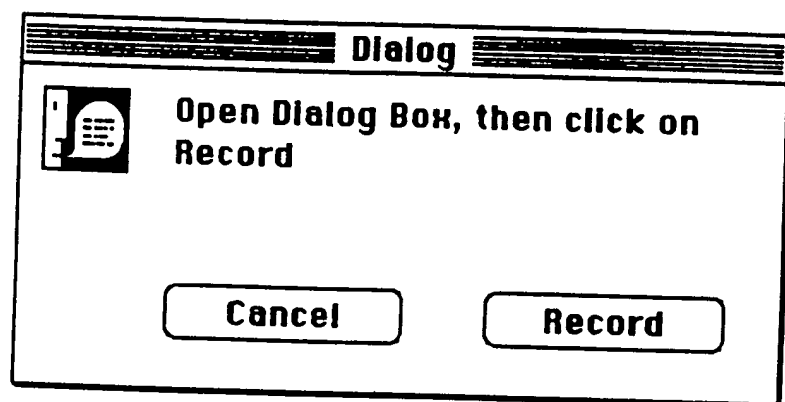 Dialog
Open Dialog Box, then click on
Record
Cancel
Record